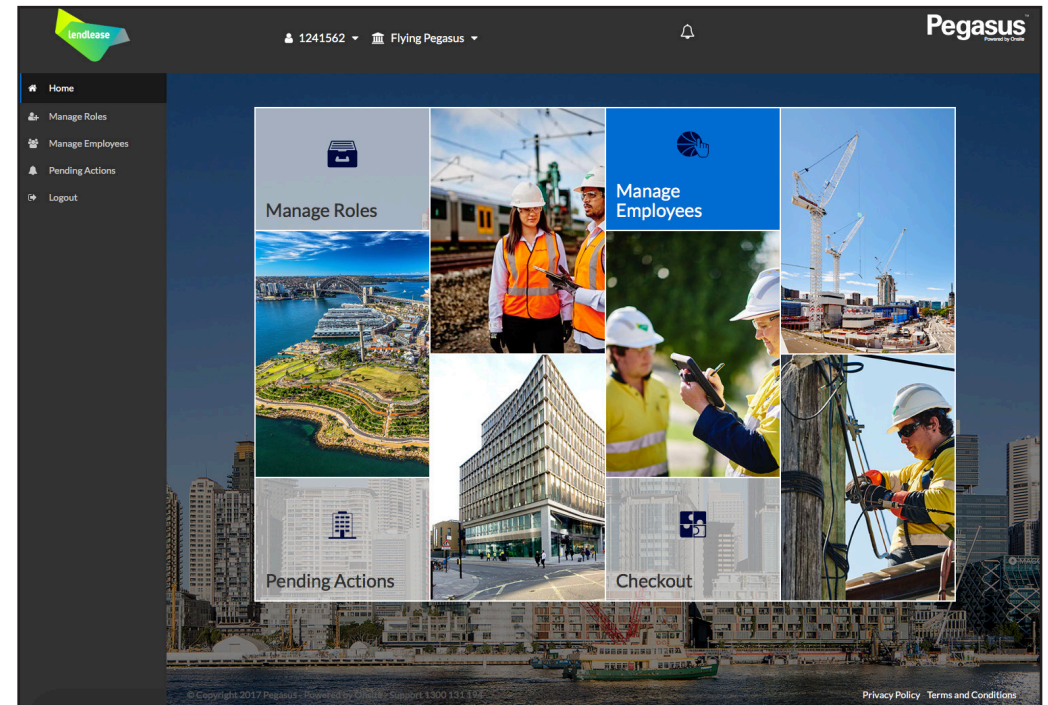 lendlease
1241562
Flying Pegasus
Pegasus
Powered by Onsite
Home
Manage Roles
Manage Employees
Pending Actions
Logout
Manage Roles
Manage
Employees
Pending Actions
Checkout
© Copyright 2017 Pegasus - Powered by Onsite - Support 1300 131 194
Privacy Policy Terms and Conditions